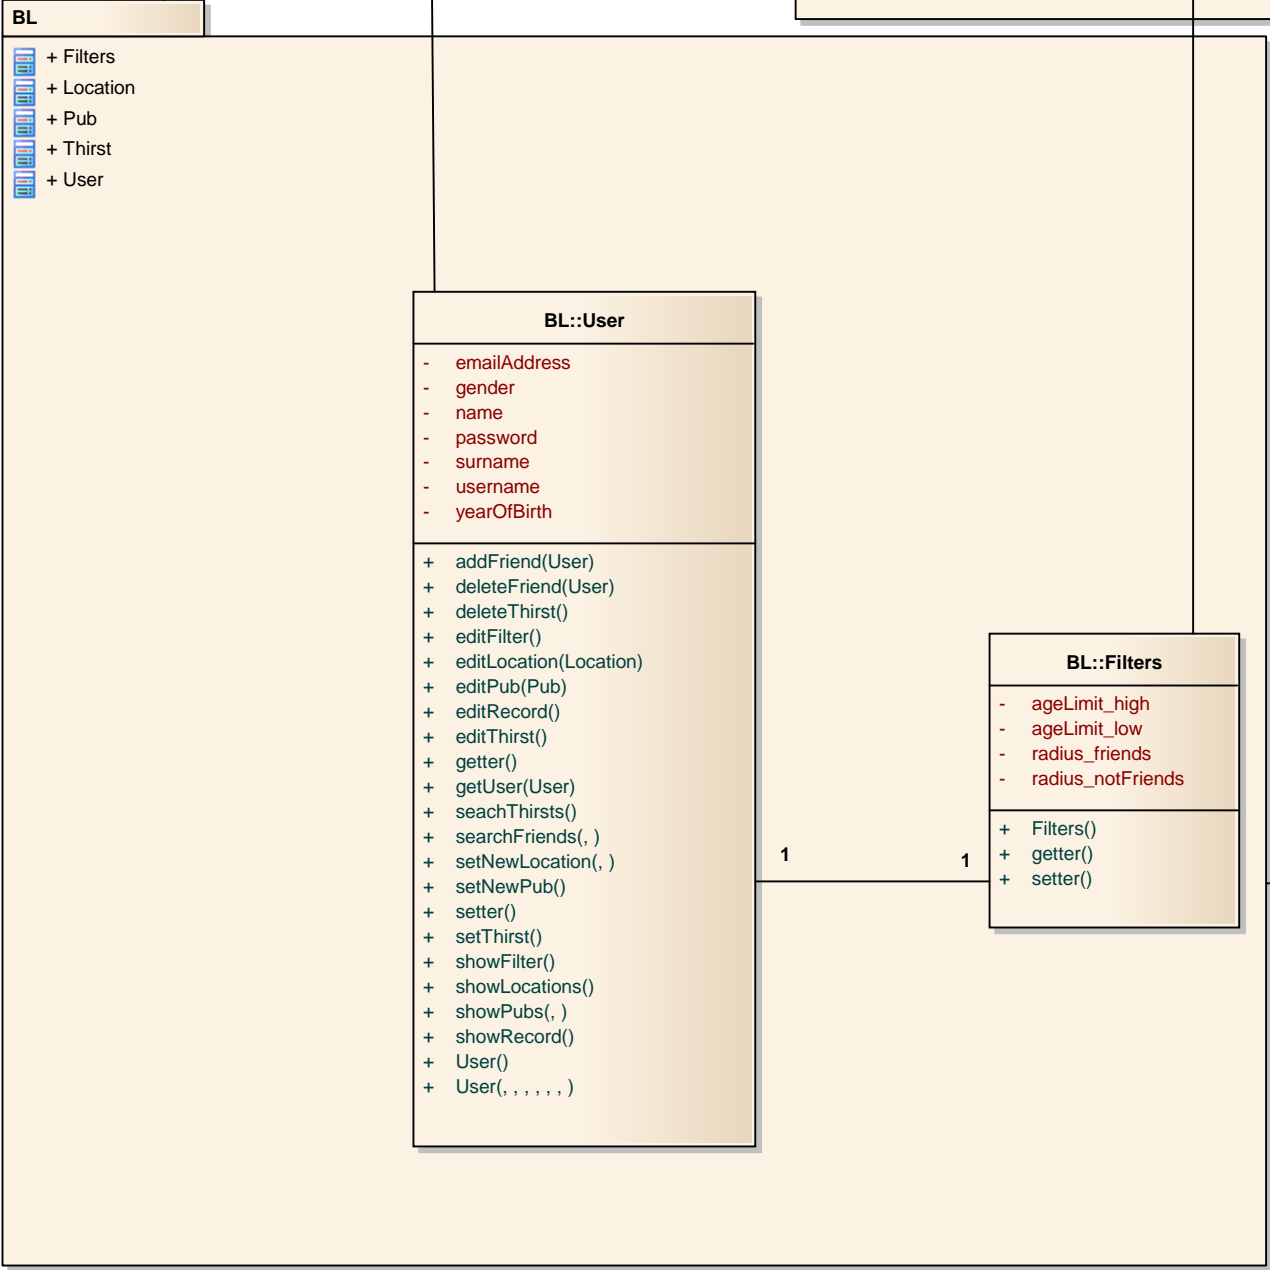 BL
+ Filters
+ Location
+ Pub
+ Thirst
+ User
BL::User
- emailAddress
- gender
- name
- password
- surname
- username
- yearOfBirth
+ addFriend(User)
+ deleteFriend(User)
+ deleteThirst()
+ editFilter()
+ editLocation(Location)
+ editPub(Pub)
+ editRecord()
+ editThirst()
+ getter()
+ getUser(User)
+ seachThirsts()
+ searchFriends(, )
+ setNewLocation(, )
+ setNewPub()
+ setter()
+ setThirst()
+ showFilter()
+ showLocations()
+ showPubs(, )
+ showRecord()
+ User()
+ User(, , , , , , )
1
1
BL::Filters
- ageLimit_high
- ageLimit_low
- radius_friends
- radius_notFriends
+ Filters()
+ getter()
+ setter()